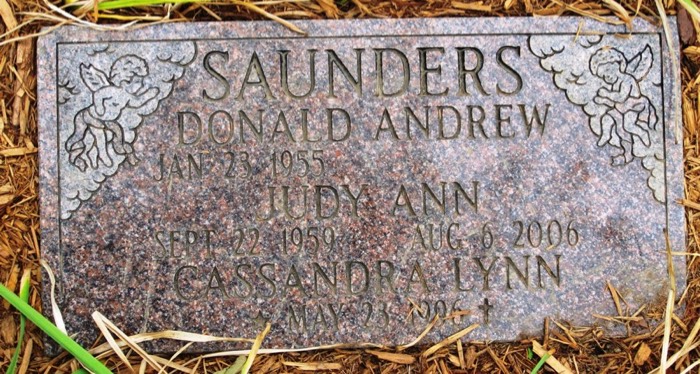 SAUNDERS
DONALD ANDREW
JAN 23 1955
JUDY ANN
SEPT 22 1959 AUG 6 2006
CASSANDRA LYNN
★ MAY 23 1996 ✝